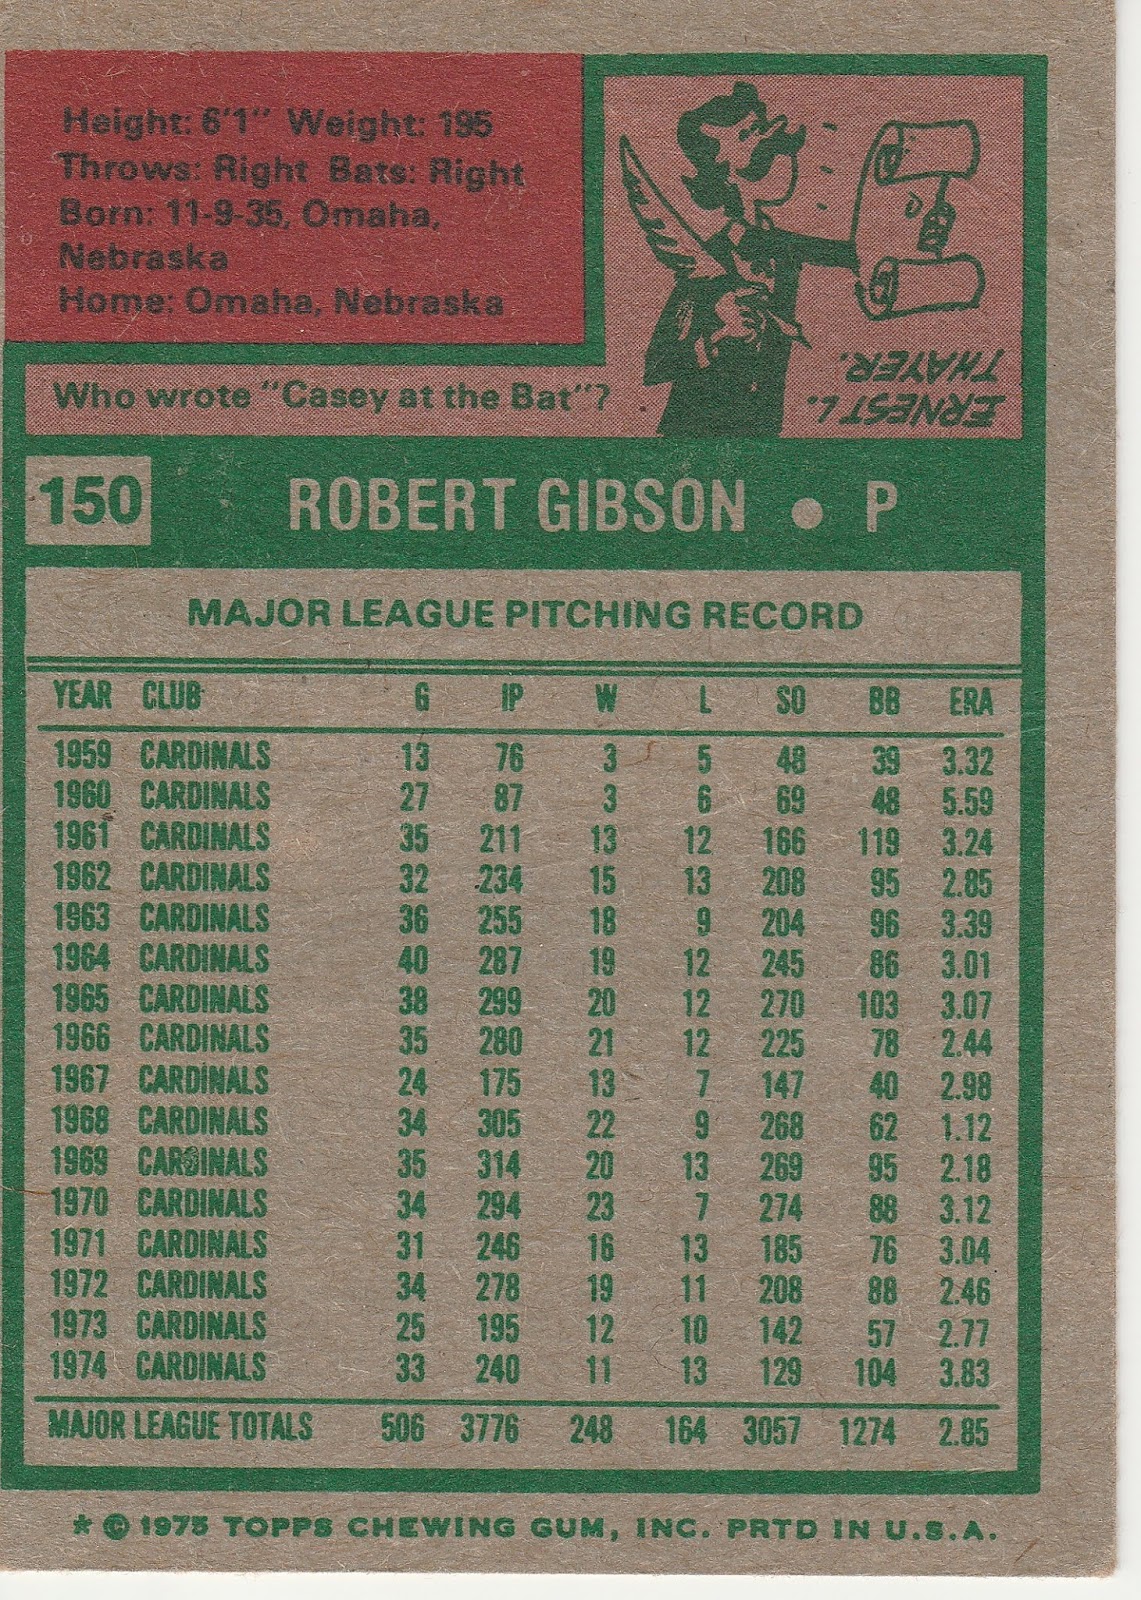 Height: 6'1" Weight: 195
Throws: Right Bats: Right
Born: 11-9-35, Omaha,
Nebraska
Home: Omaha, Nebraska
Who wrote "Casey at the Bat"?
ERNEST L.
THAYER.
150 ROBERT GIBSON • P
MAJOR LEAGUE PITCHING RECORD
YEAR CLUB G IP W L SO BB ERA
1959 CARDINALS 13 76 3 5 48 39 3.32
1960 CARDINALS 27 87 3 6 69 48 5.59
1961 CARDINALS 35 211 13 12 166 119 3.24
1962 CARDINALS 32 234 15 13 208 95 2.85
1963 CARDINALS 36 255 18 9 204 96 3.39
1964 CARDINALS 40 287 19 12 245 86 3.01
1965 CARDINALS 38 299 20 12 270 103 3.07
1966 CARDINALS 35 280 21 12 225 78 2.44
1967 CARDINALS 24 175 13 7 147 40 2.98
1968 CARDINALS 34 305 22 9 268 62 1.12
1969 CARDINALS 35 314 20 13 269 95 2.18
1970 CARDINALS 34 294 23 7 274 88 3.12
1971 CARDINALS 31 246 16 13 185 76 3.04
1972 CARDINALS 34 278 19 11 208 88 2.46
1973 CARDINALS 25 195 12 10 142 57 2.77
1974 CARDINALS 33 240 11 13 129 104 3.83
MAJOR LEAGUE TOTALS 506 3776 248 164 3057 1274 2.85
* © 1975 TOPPS CHEWING GUM, INC. PRTD IN U.S.A.